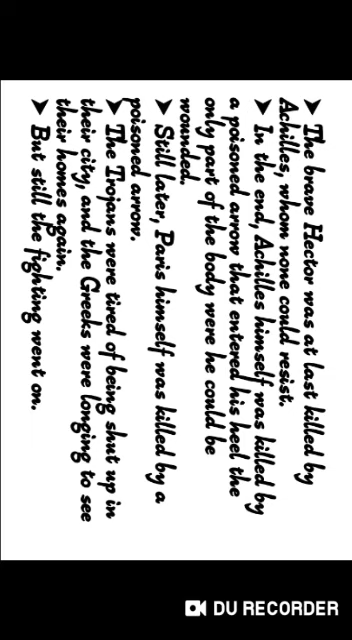 ➤ The brave Hector was at last killed by
Achilles, whom none could resist.
➤ In the end, Achilles himself was killed by
a poisoned arrow that entered his heel the
only part of the body were he could be
wounded.
➤ Still later, Paris himself was killed by a
poisoned arrow.
➤ The Trojans were tired of being shut up in
their city, and the Greeks were longing to see
their homes again.
➤ But still the fighting went on.
DU RECORDER